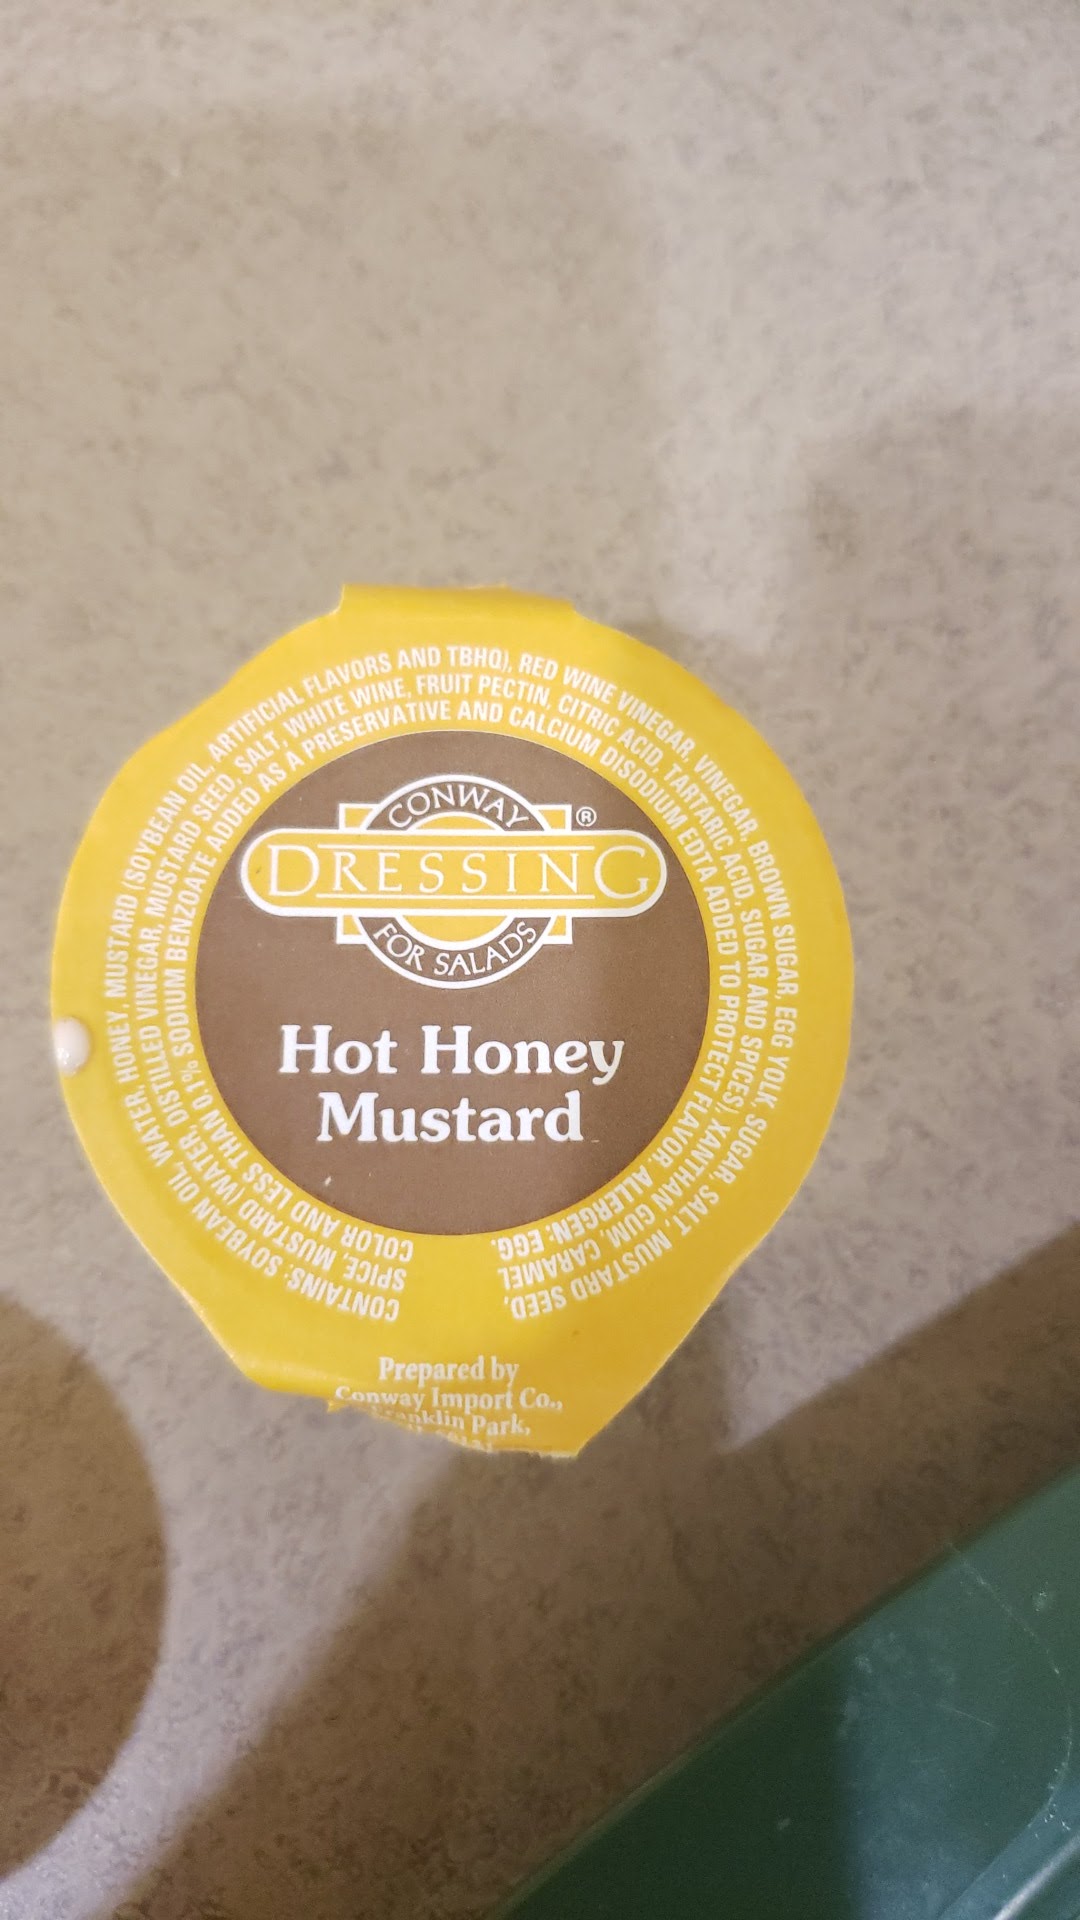 CONTAINS: SOYBEAN OIL, WATER, HONEY, MUSTARD (SOYBEAN OIL, ARTIFICIAL FLAVORS AND TBHQ), RED WINE VINEGAR, VINEGAR, BROWN SUGAR, EGG YOLK, SUGAR, SALT, MUSTARD SEED,
SPICE, MUSTARD (WATER, DISTILLED VINEGAR, MUSTARD SEED, SALT, WHITE WINE, FRUIT PECTIN, CITRIC ACID, TARTARIC ACID, SUGAR AND SPICES), XANTHAN GUM, CARAMEL
COLOR AND LESS THAN 0.1% SODIUM BENZOATE ADDED AS A PRESERVATIVE AND CALCIUM DISODIUM EDTA ADDED TO PROTECT FLAVOR. ALLERGEN: EGG.
CONWAY ®
DRESSING
FOR SALADS
Hot Honey
Mustard
Prepared by
Conway Import Co.,
Park,